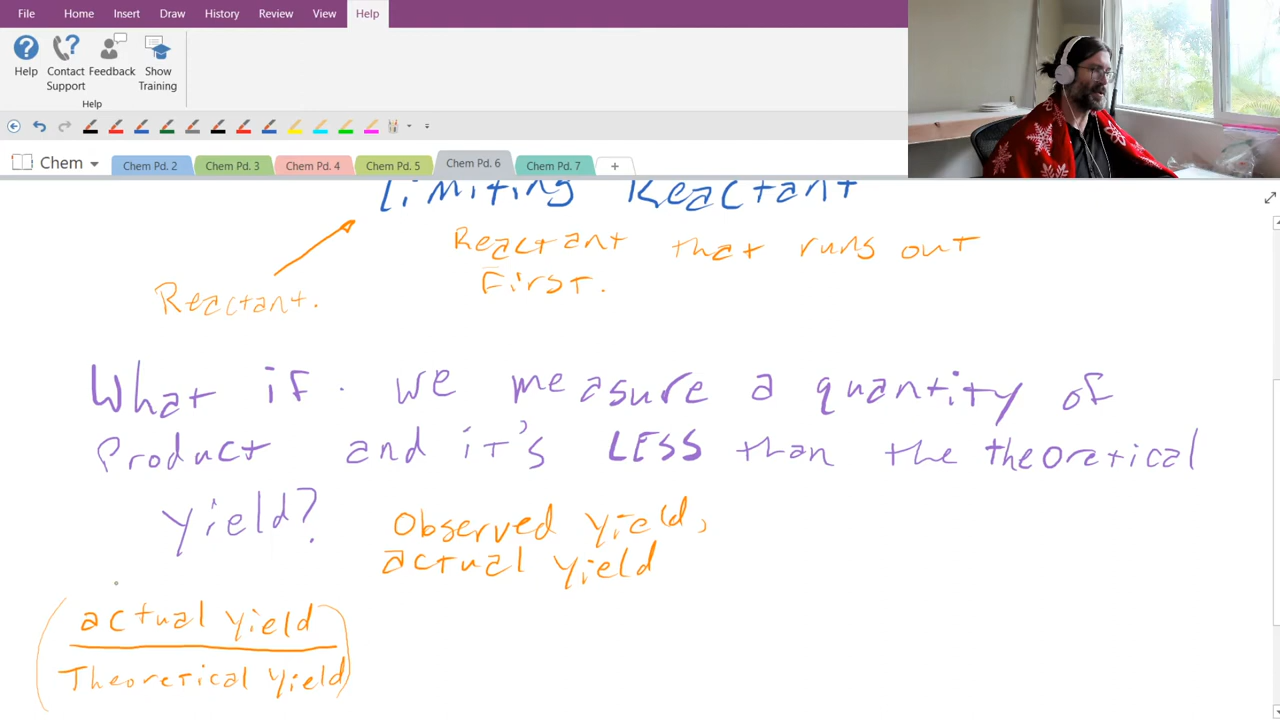 File Home Insert Draw History Review View Help
Help Contact Support Feedback Show Training
Help
Chem Chem Pd. 2 Chem Pd. 3 Chem Pd. 4 Chem Pd. 5 Chem Pd. 6 Chem Pd. 7 +
Limiting Reactant
Reactant that runs out
First.
Reactant.
What if we measure a quantity of
Product and it's LESS than the theoretical
yield?
Observed yield,
actual yield
(actual yield
Theoretical yield)